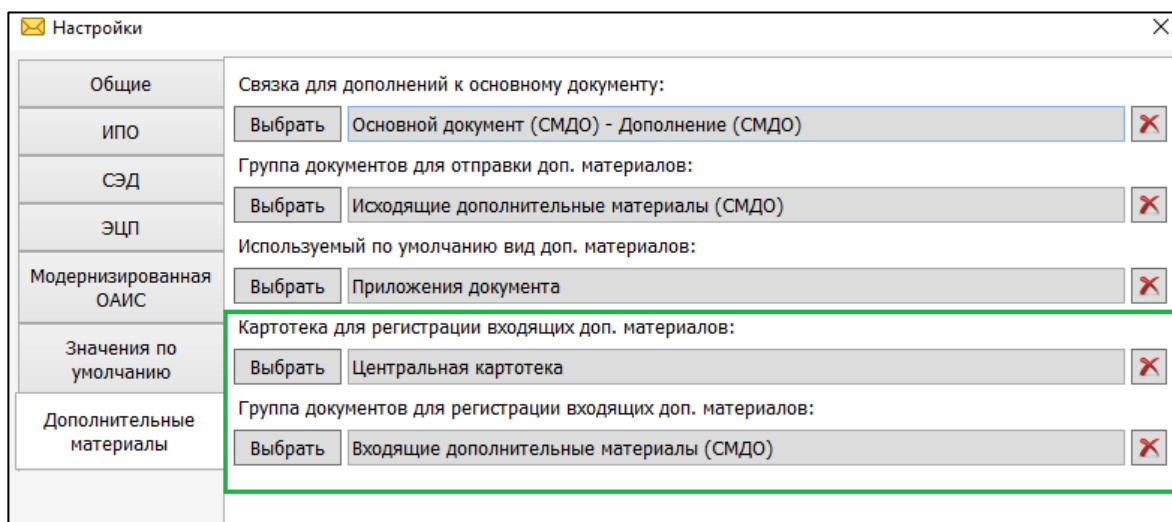 Настройки
Общие
ИПО
СЭД
ЭЦП
Модернизированная
ОАИС
Значения по
умолчанию
Дополнительные
материалы
Связка для дополнений к основному документу:
Выбрать Основной документ (СМДО) - Дополнение (СМДО)
Группа документов для отправки доп. материалов:
Выбрать Исходящие дополнительные материалы (СМДО)
Используемый по умолчанию вид доп. материалов:
Выбрать Приложения документа
Картотека для регистрации входящих доп. материалов:
Выбрать Центральная картотека
Группа документов для регистрации входящих доп. материалов:
Выбрать Входящие дополнительные материалы (СМДО)